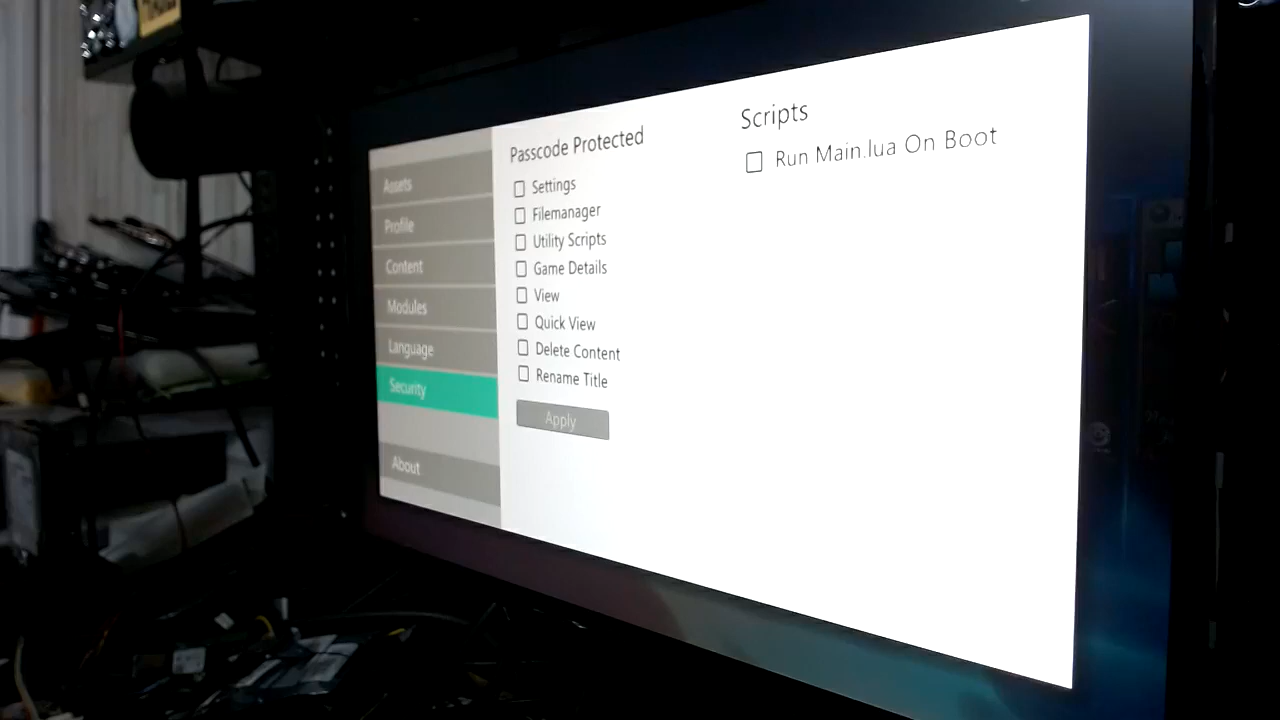 Assets
Profile
Content
Modules
Language
Security
About
Passcode Protected
Settings
Filemanager
Utility Scripts
Game Details
View
Quick View
Delete Content
Rename Title
Apply
Scripts
Run Main.lua On Boot